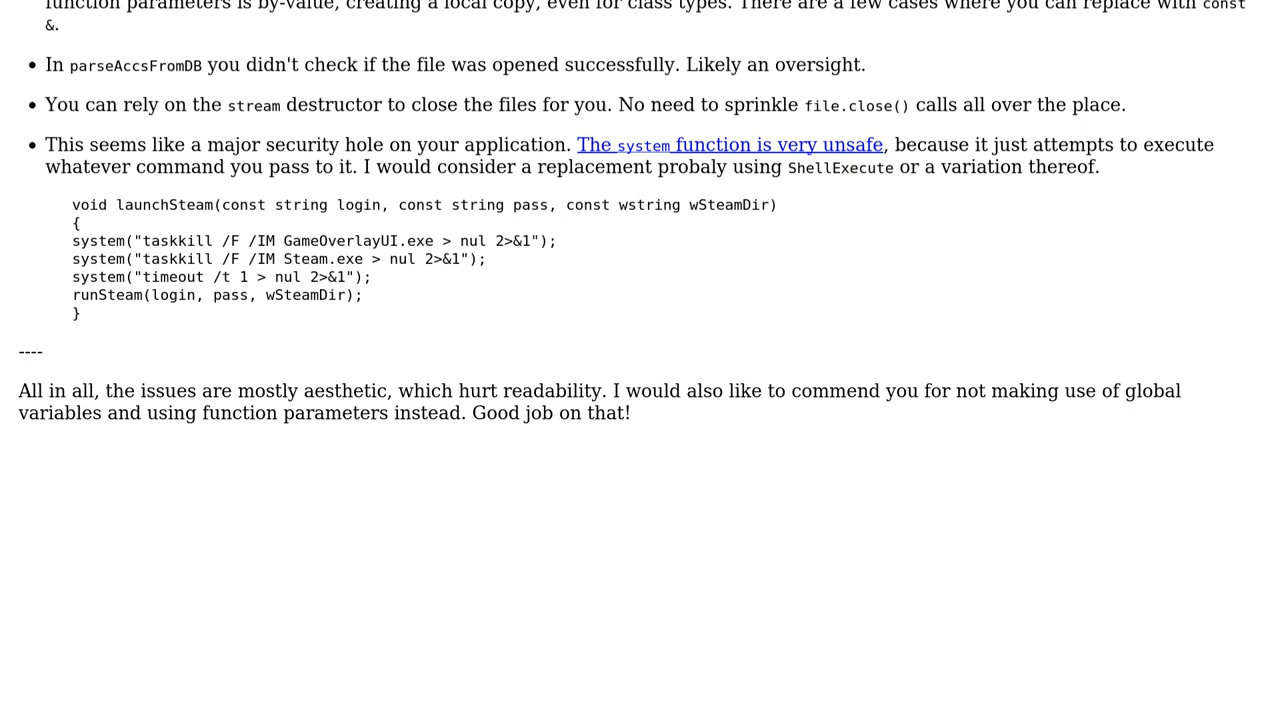 function parameters is by-value, creating a local copy, even for class types. There are a few cases where you can replace with const
&.
• In parseAccsFromDB you didn't check if the file was opened successfully. Likely an oversight.
• You can rely on the stream destructor to close the files for you. No need to sprinkle file.close() calls all over the place.
• This seems like a major security hole on your application. The system function is very unsafe, because it just attempts to execute
whatever command you pass to it. I would consider a replacement probaly using ShellExecute or a variation thereof.
void launchSteam(const string login, const string pass, const wstring wSteamDir)
{
system("taskkill /F /IM GameOverlayUI.exe > nul 2>&1");
system("taskkill /F /IM Steam.exe > nul 2>&1");
system("timeout /t 1 > nul 2>&1");
runSteam(login, pass, wSteamDir);
}
----
All in all, the issues are mostly aesthetic, which hurt readability. I would also like to commend you for not making use of global
variables and using function parameters instead. Good job on that!